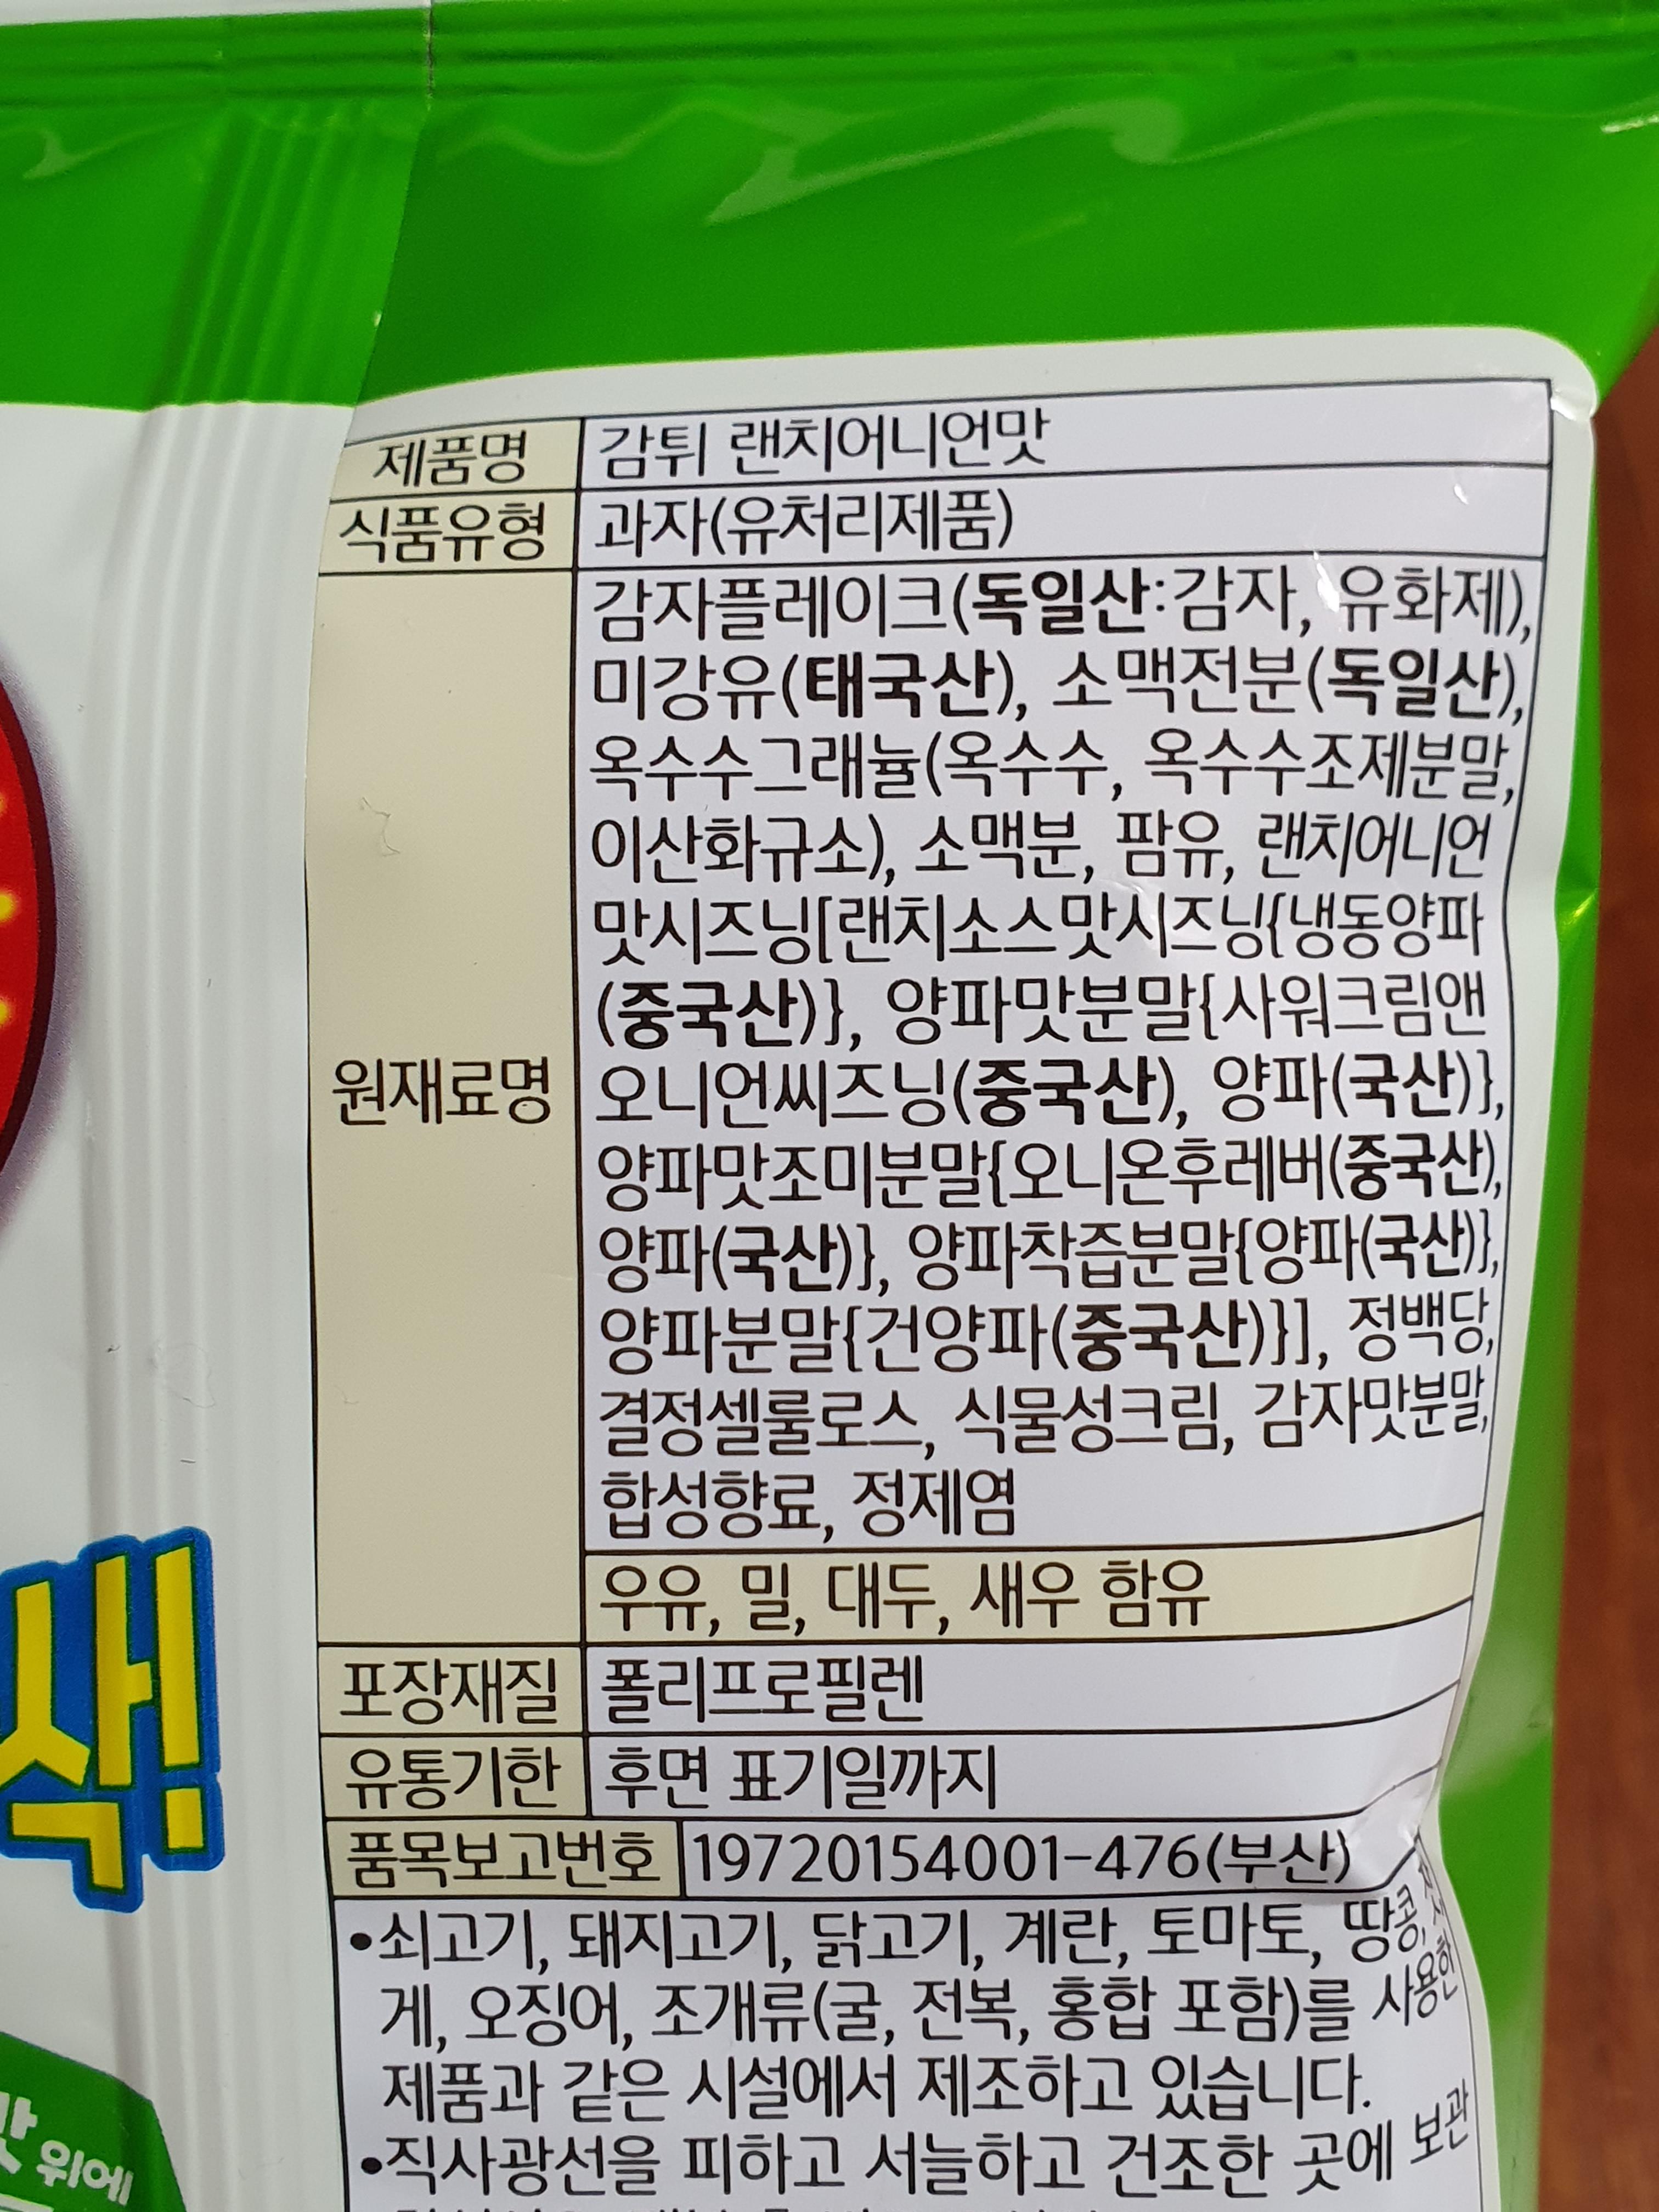 제품명 감튀 랜치어니언맛
식품유형 과자(유처리제품)
원재료명
감자플레이크(독일산:감자, 유화제),
미강유(태국산), 소맥전분(독일산),
옥수수그래뉼(옥수수, 옥수수조제분말,
이산화규소), 소맥분, 팜유, 랜치어니언
맛시즈닝[랜치소스맛시즈닝{냉동양파
(중국산)}, 양파맛분말{사워크림앤
오니언씨즈닝(중국산), 양파(국산)},
양파맛조미분말{오니온후레버(중국산),
양파(국산)}, 양파착즙분말{양파(국산)},
양파분말{건양파(중국산)}], 정백당,
결정셀룰로스, 식물성크림, 감자맛분말,
합성향료, 정제염
우유, 밀, 대두, 새우 함유
포장재질 폴리프로필렌
유통기한 후면 표기일까지
품목보고번호 19720154001-476(부산)
•쇠고기, 돼지고기, 닭고기, 계란, 토마토, 땅콩,
게, 오징어, 조개류(굴, 전복, 홍합 포함)를 사용한
제품과 같은 시설에서 제조하고 있습니다.
•직사광선을 피하고 서늘하고 건조한 곳에 보관
위에